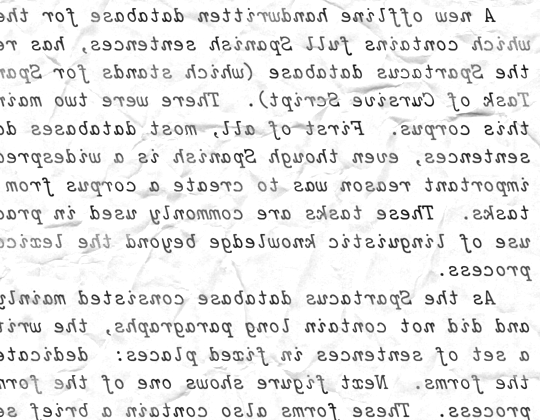 A new offline handwritten database for the
which contains full Spanish sentences, has re
the Spartacus database (which stands for Span
Task of Cursive Script). There were two main
this corpus. First of all, most databases do
sentences, even though Spanish is a widespre
important reason was to create a corpus from
tasks. These tasks are commonly used in prac
use of linguistic knowledge beyond the lexic
process.
As the Spartacus database consisted mainly
and did not contain long paragraphs, the writ
a set of sentences in fixed places: dedicate
the forms. Next figure shows one of the form
process. These forms also contain a brief s